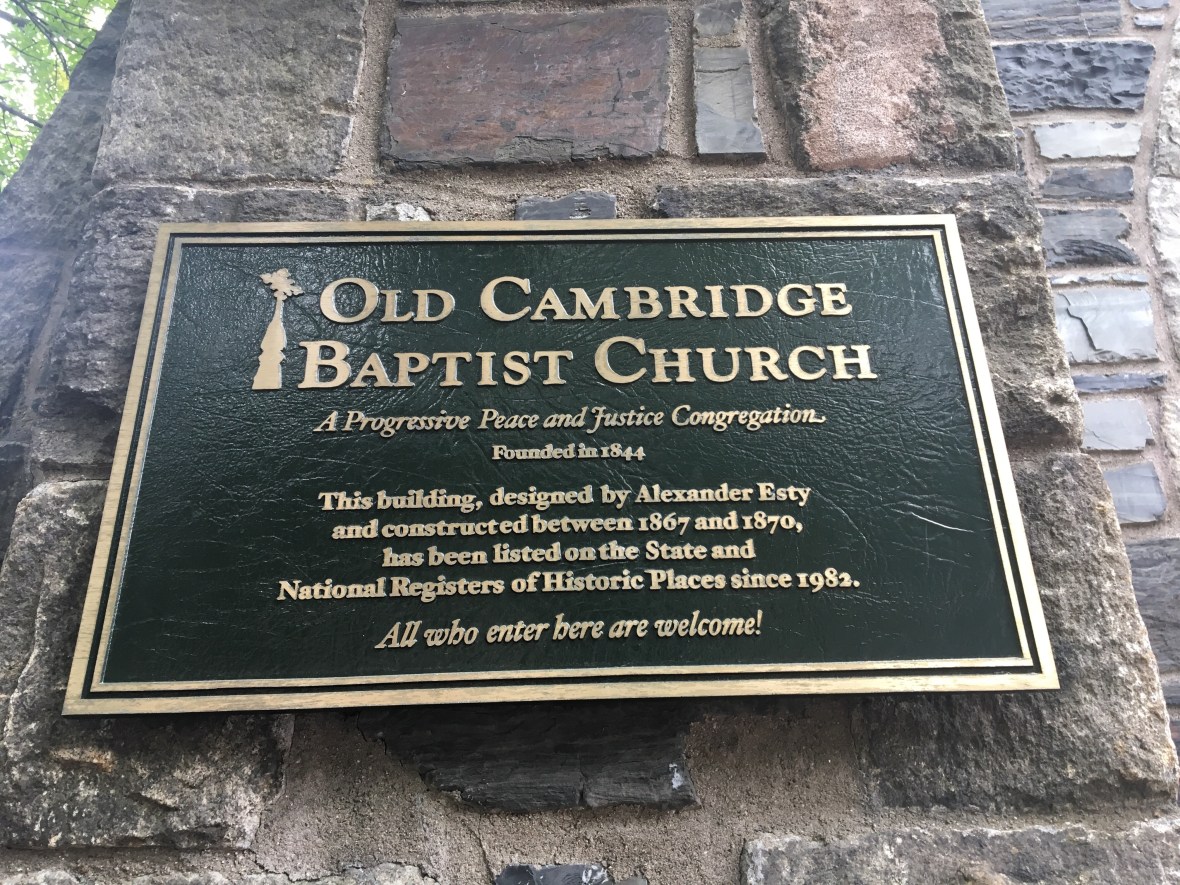 Old Cambridge
Baptist Church
A Progressive Peace and Justice Congregation
Founded in 1844
This building, designed by Alexander Esty
and constructed between 1867 and 1870,
has been listed on the State and
National Registers of Historic Places since 1982.
All who enter here are welcome!